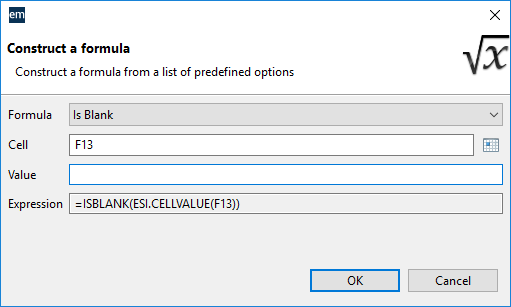 em
Construct a formula
Construct a formula from a list of predefined options
√x
Formula Is Blank
Cell F13
Value
Expression =ISBLANK(ESI.CELLVALUE(F13))
OK Cancel